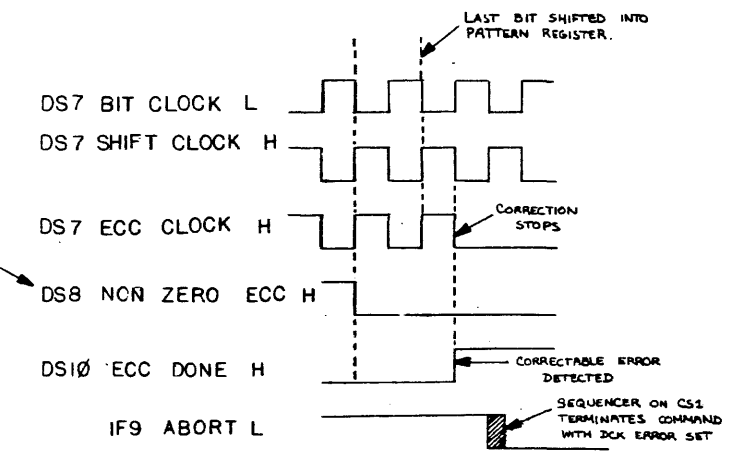 LAST BIT SHIFTED INTO
PATTERN REGISTER.
DS7 BIT CLOCK L
DS7 SHIFT CLOCK H
DS7 ECC CLOCK H
CORRECTION
STOPS
DS8 NON ZERO ECC H
DS1Ø ECC DONE H
CORRECTABLE ERROR
DETECTED
SEQUENCER ON CS1
TERMINATES COMMAND
WITH DCK ERROR SET
IF9 ABORT L